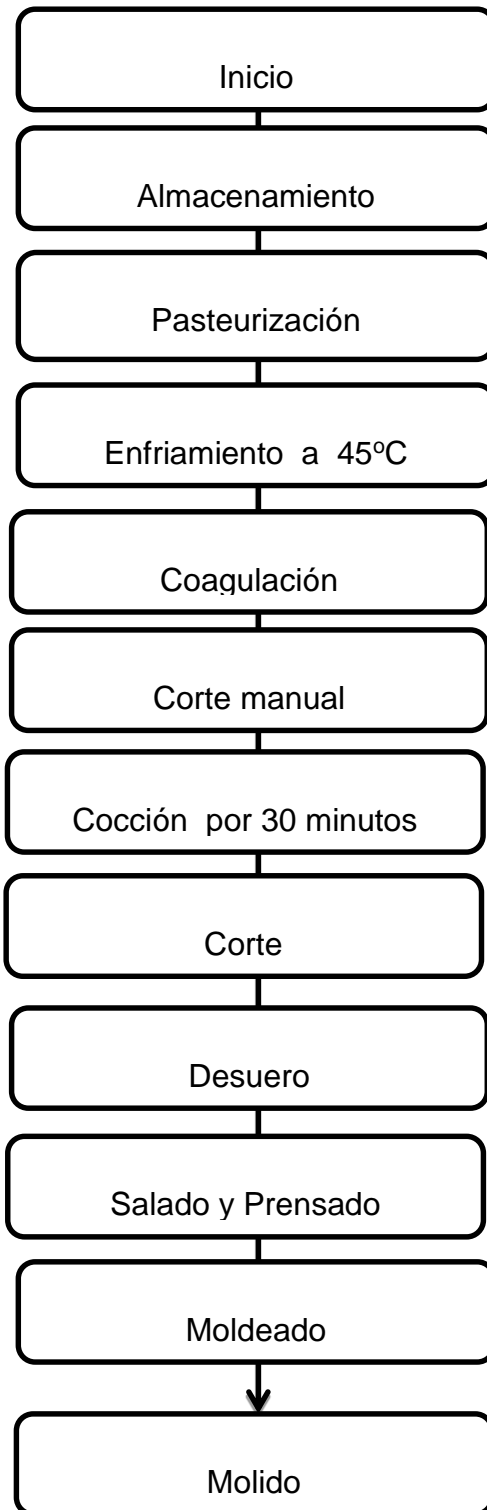 Inicio
Almacenamiento
Pasteurización
Enfriamiento a 45ºC
Coagulación
Corte manual
Cocción por 30 minutos
Corte
Desuero
Salado y Prensado
Moldeado
Molido